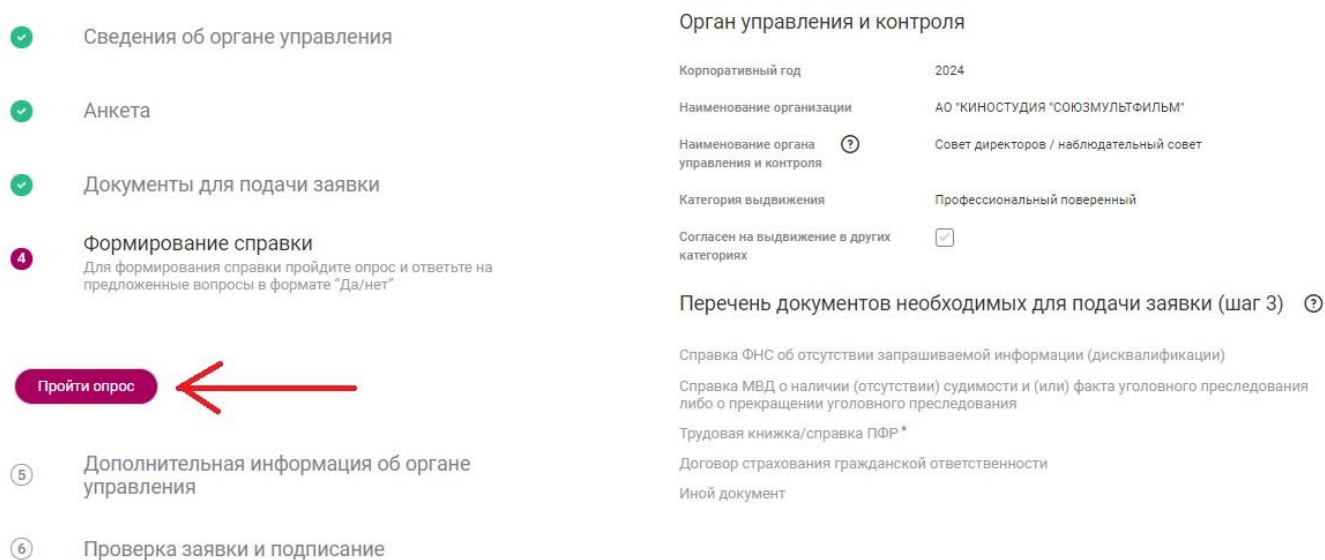 Сведения об органе управления
Анкета
Документы для подачи заявки
4
Формирование справки
Для формирования справки пройдите опрос и ответьте на
предложенные вопросы в формате "Да/нет"
Пройти опрос
5
Дополнительная информация об органе
управления
6
Проверка заявки и подписание
Орган управления и контроля
Корпоративный год
2024
Наименование организации
АО "КИНОСТУДИЯ "СОЮЗМУЛЬТФИЛЬМ"
Наименование органа
управления и контроля
?
Совет директоров / наблюдательный совет
Категория выдвижения
Профессиональный поверенный
Согласен на выдвижение в других
категориях
Перечень документов необходимых для подачи заявки (шаг 3) ?
Справка ФНС об отсутствии запрашиваемой информации (дисквалификации)
Справка МВД о наличии (отсутствии) судимости и (или) факта уголовного преследования
либо о прекращении уголовного преследования
Трудовая книжка/справка ПФР *
Договор страхования гражданской ответственности
Иной документ